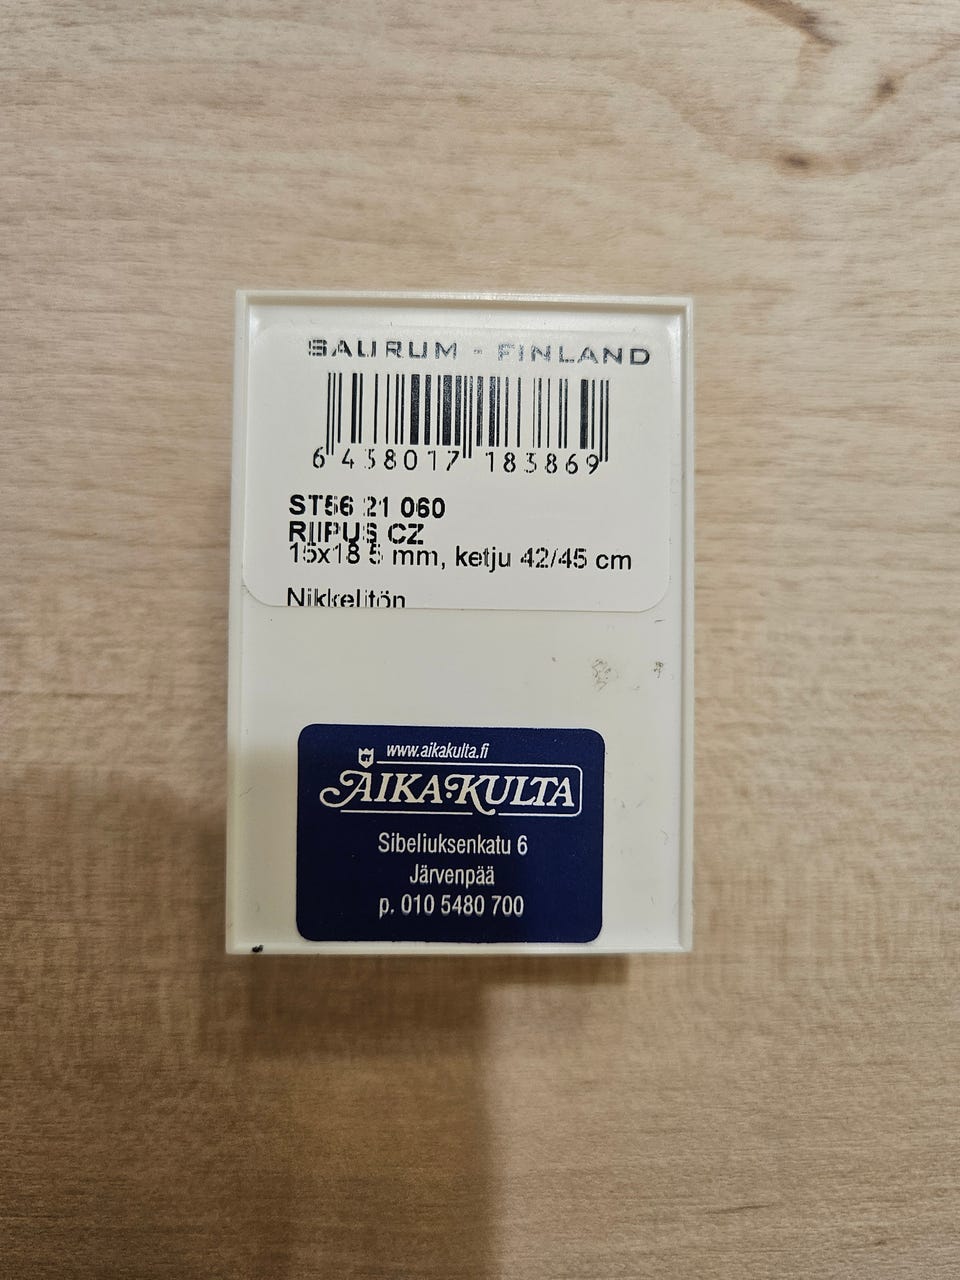 SAURUM - FINLAND
6 438017 183869
ST56 21 060
RIIPUS CZ
15x18 5 mm, ketju 42/45 cm
Nikkelitön
www.aikakulta.fi
AIKA·KULTA
Sibeliuksenkatu 6
Järvenpää
p. 010 5480 700